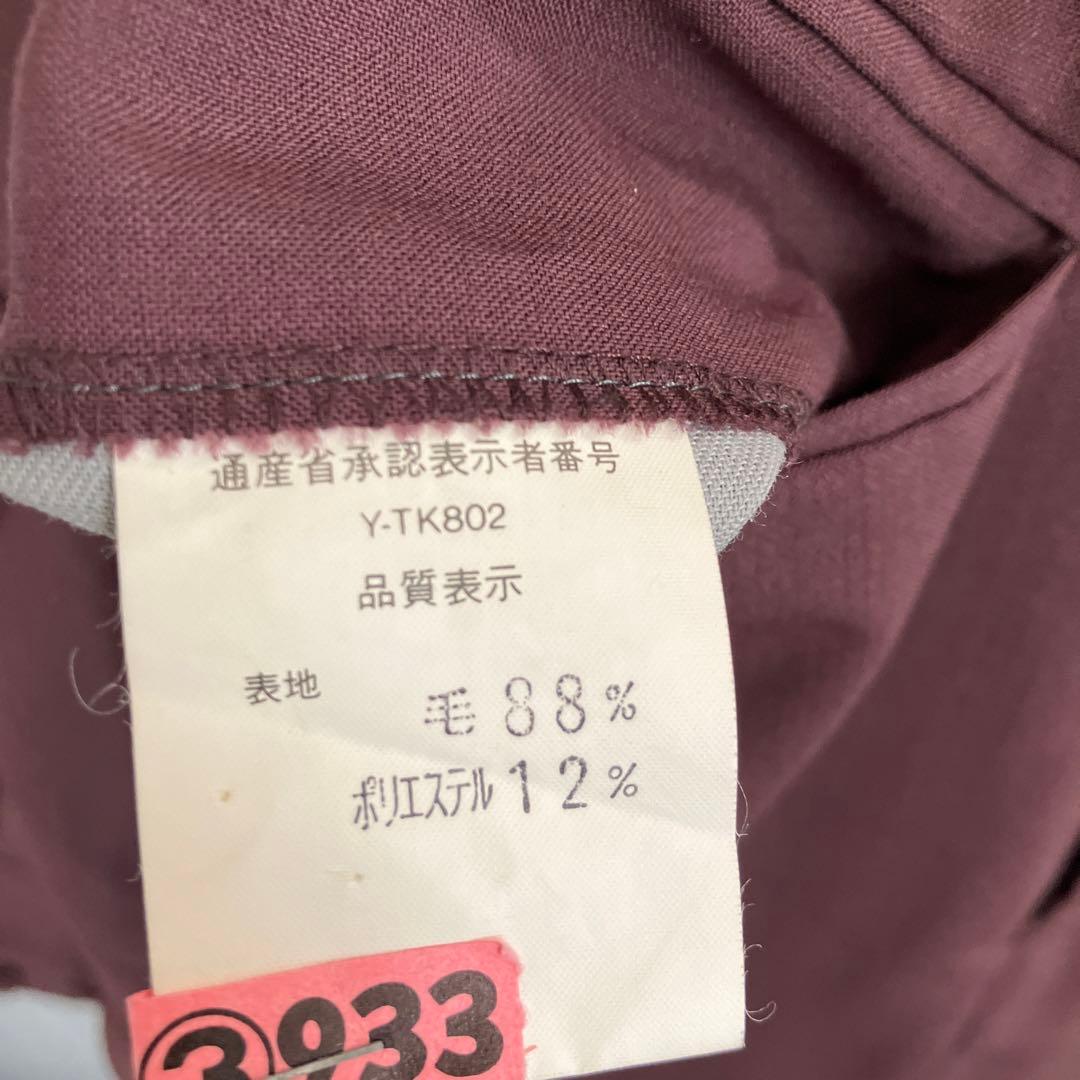 通産省承認表示者番号
Y-TK802
品質表示
表地 毛 88%
ポリエステル 12%
③933